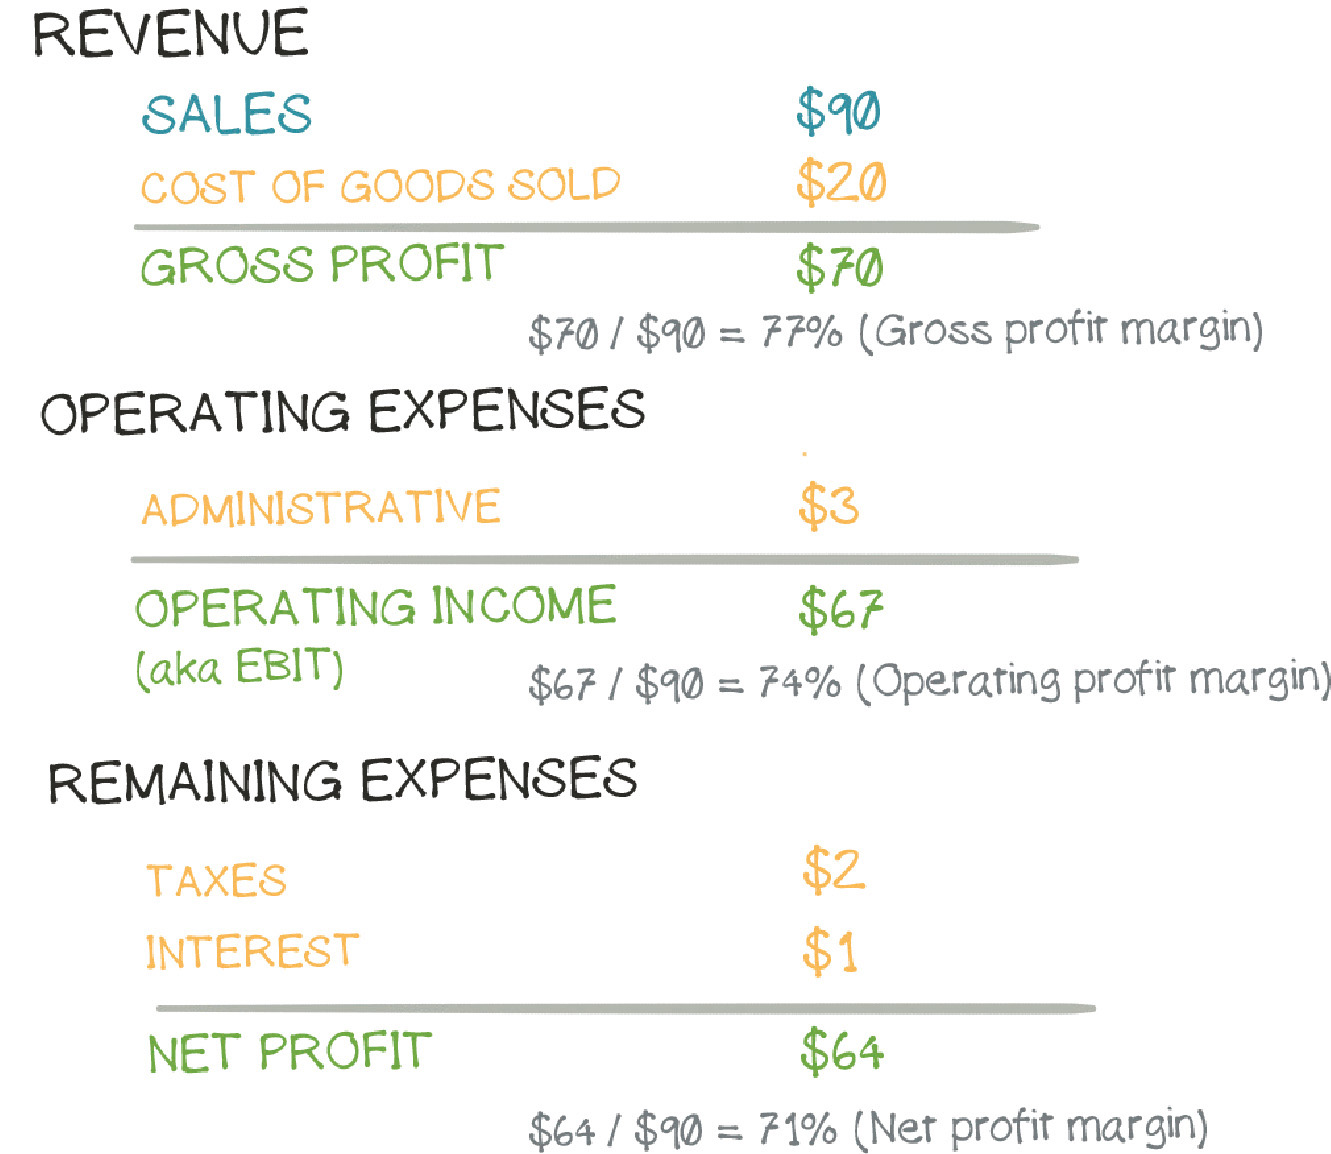 REVENUE
SALES $90
COST OF GOODS SOLD $20
GROSS PROFIT $70
$70 / $90 = 77% (Gross profit margin)
OPERATING EXPENSES
ADMINISTRATIVE $3
OPERATING INCOME $67
(aka EBIT) $67 / $90 = 74% (Operating profit margin)
REMAINING EXPENSES
TAXES $2
INTEREST $1
NET PROFIT $64
$64 / $90 = 71% (Net profit margin)